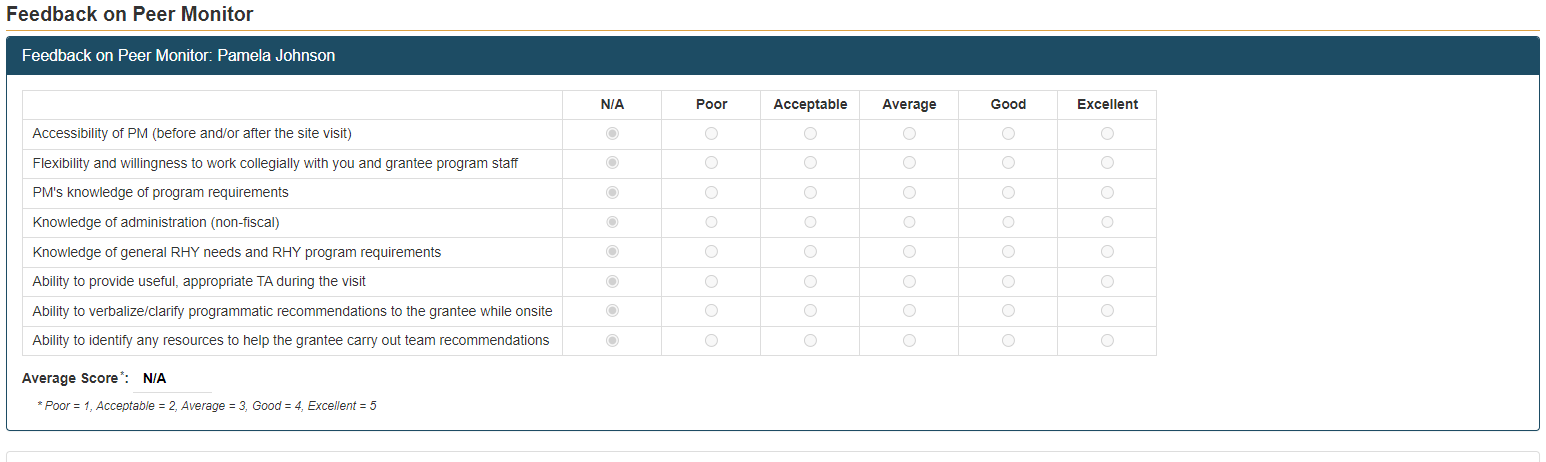 Feedback on Peer Monitor
Feedback on Peer Monitor: Pamela Johnson
N/A Poor Acceptable Average Good Excellent
Accessibility of PM (before and/or after the site visit)
Flexibility and willingness to work collegially with you and grantee program staff
PM's knowledge of program requirements
Knowledge of administration (non-fiscal)
Knowledge of general RHY needs and RHY program requirements
Ability to provide useful, appropriate TA during the visit
Ability to verbalize/clarify programmatic recommendations to the grantee while onsite
Ability to identify any resources to help the grantee carry out team recommendations
Average Score*: N/A
* Poor = 1, Acceptable = 2, Average = 3, Good = 4, Excellent = 5